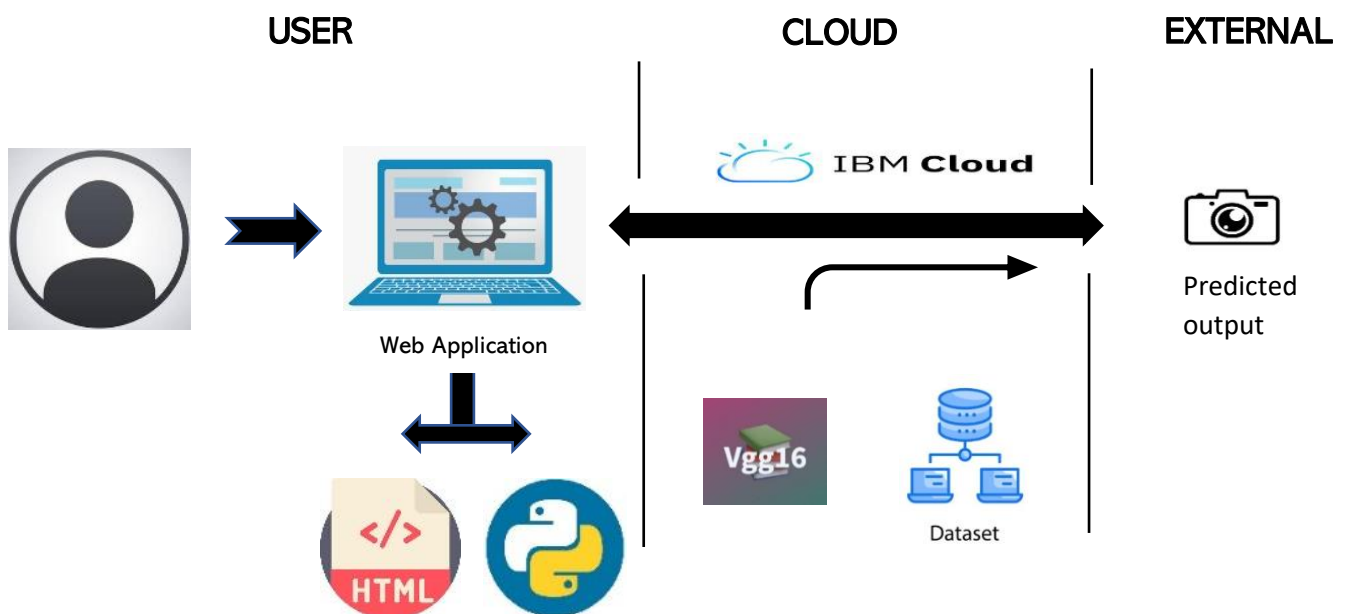 USER
CLOUD
EXTERNAL
IBM Cloud
Web Application
Predicted
output
Vgg16
Dataset
</>
HTML